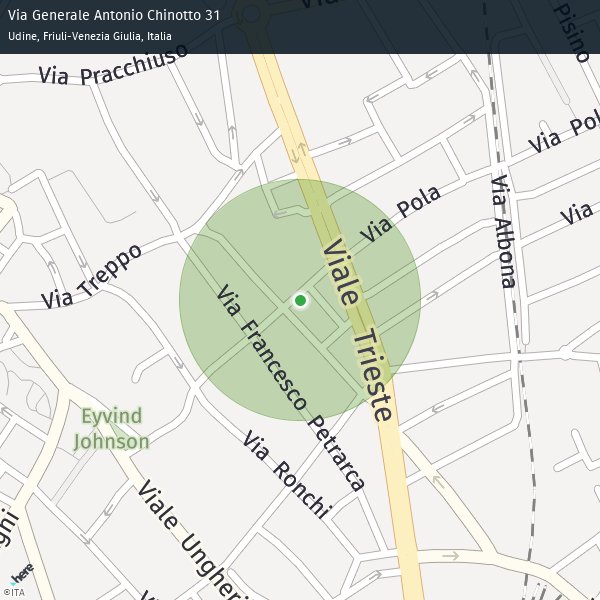 Via Generale Antonio Chinotto 31
Udine, Friuli-Venezia Giulia, Italia
Via
Pisino
Via Pracchiuso
Via Pol
Via Pola
Via Albona
Via
Via Treppo
Viale Trieste
Via Francesco Petrarca
Eyvind
Johnson
Via Ronchi
Viale Ungheri
here
©ITA